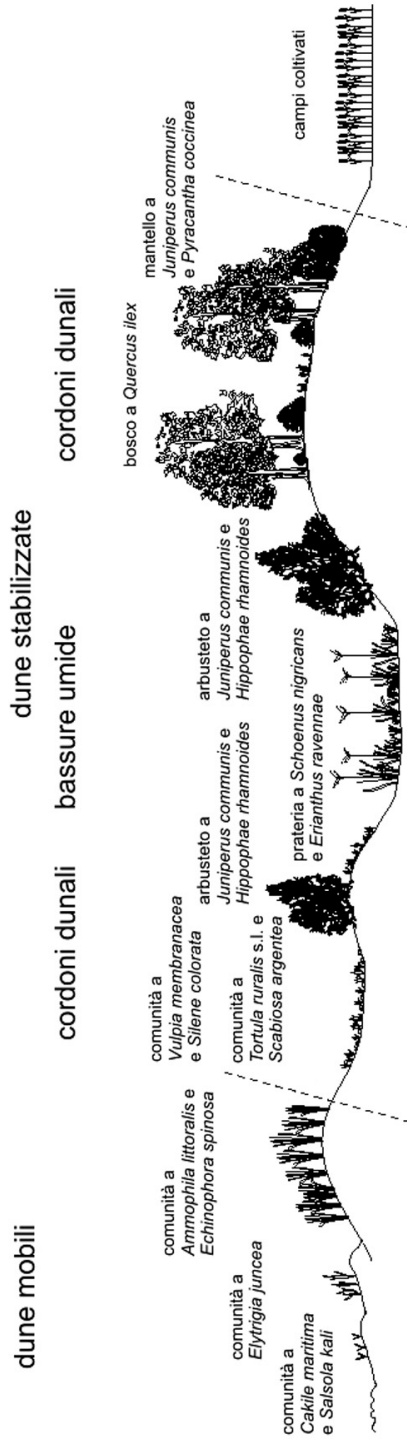 dune mobili
dune stabilizzate
cordoni dunali
bassure umide
cordoni dunali
comunità a
Cakile maritima
e Salsola kali
comunità a
Elytrigia juncea
comunità a
Ammophila littoralis e
Echinophora spinosa
comunità a
Vulpia membranacea
e Silene colorata
comunità a
Tortula ruralis s.l. e
Scabiosa argentea
arbusteto a
Juniperus communis e
Hippophae rhamnoides
prateria a Schoenus nigricans
e Erianthus ravennae
arbusteto a
Juniperus communis e
Hippophae rhamnoides
bosco a Quercus ilex
mantello a
Juniperus communis
e Pyracantha coccinea
campi coltivati